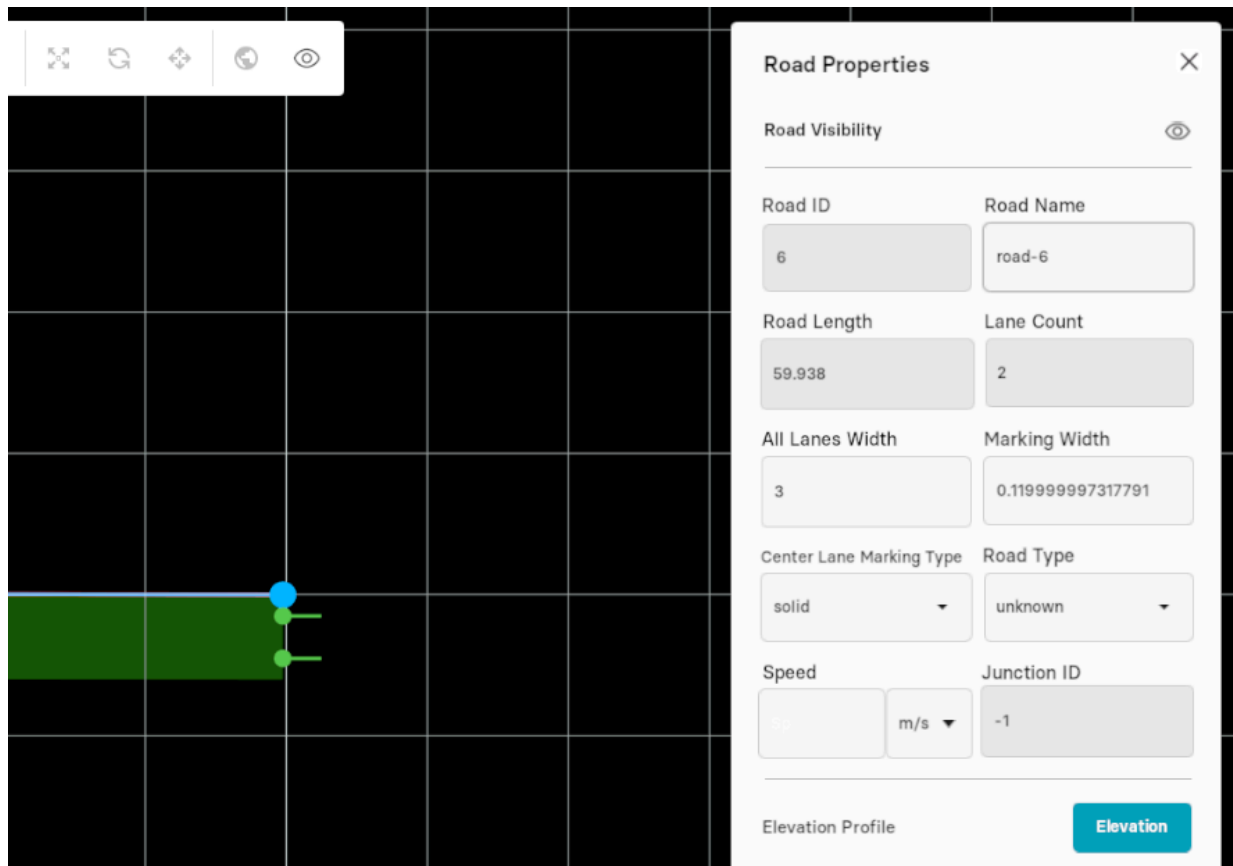 Road Properties
Road Visibility
Road ID Road Name
6 road-6
Road Length Lane Count
59.938 2
All Lanes Width Marking Width
3 0.119999997317791
Center Lane Marking Type Road Type
solid unknown
Speed Junction ID
m/s -1
Elevation Profile Elevation